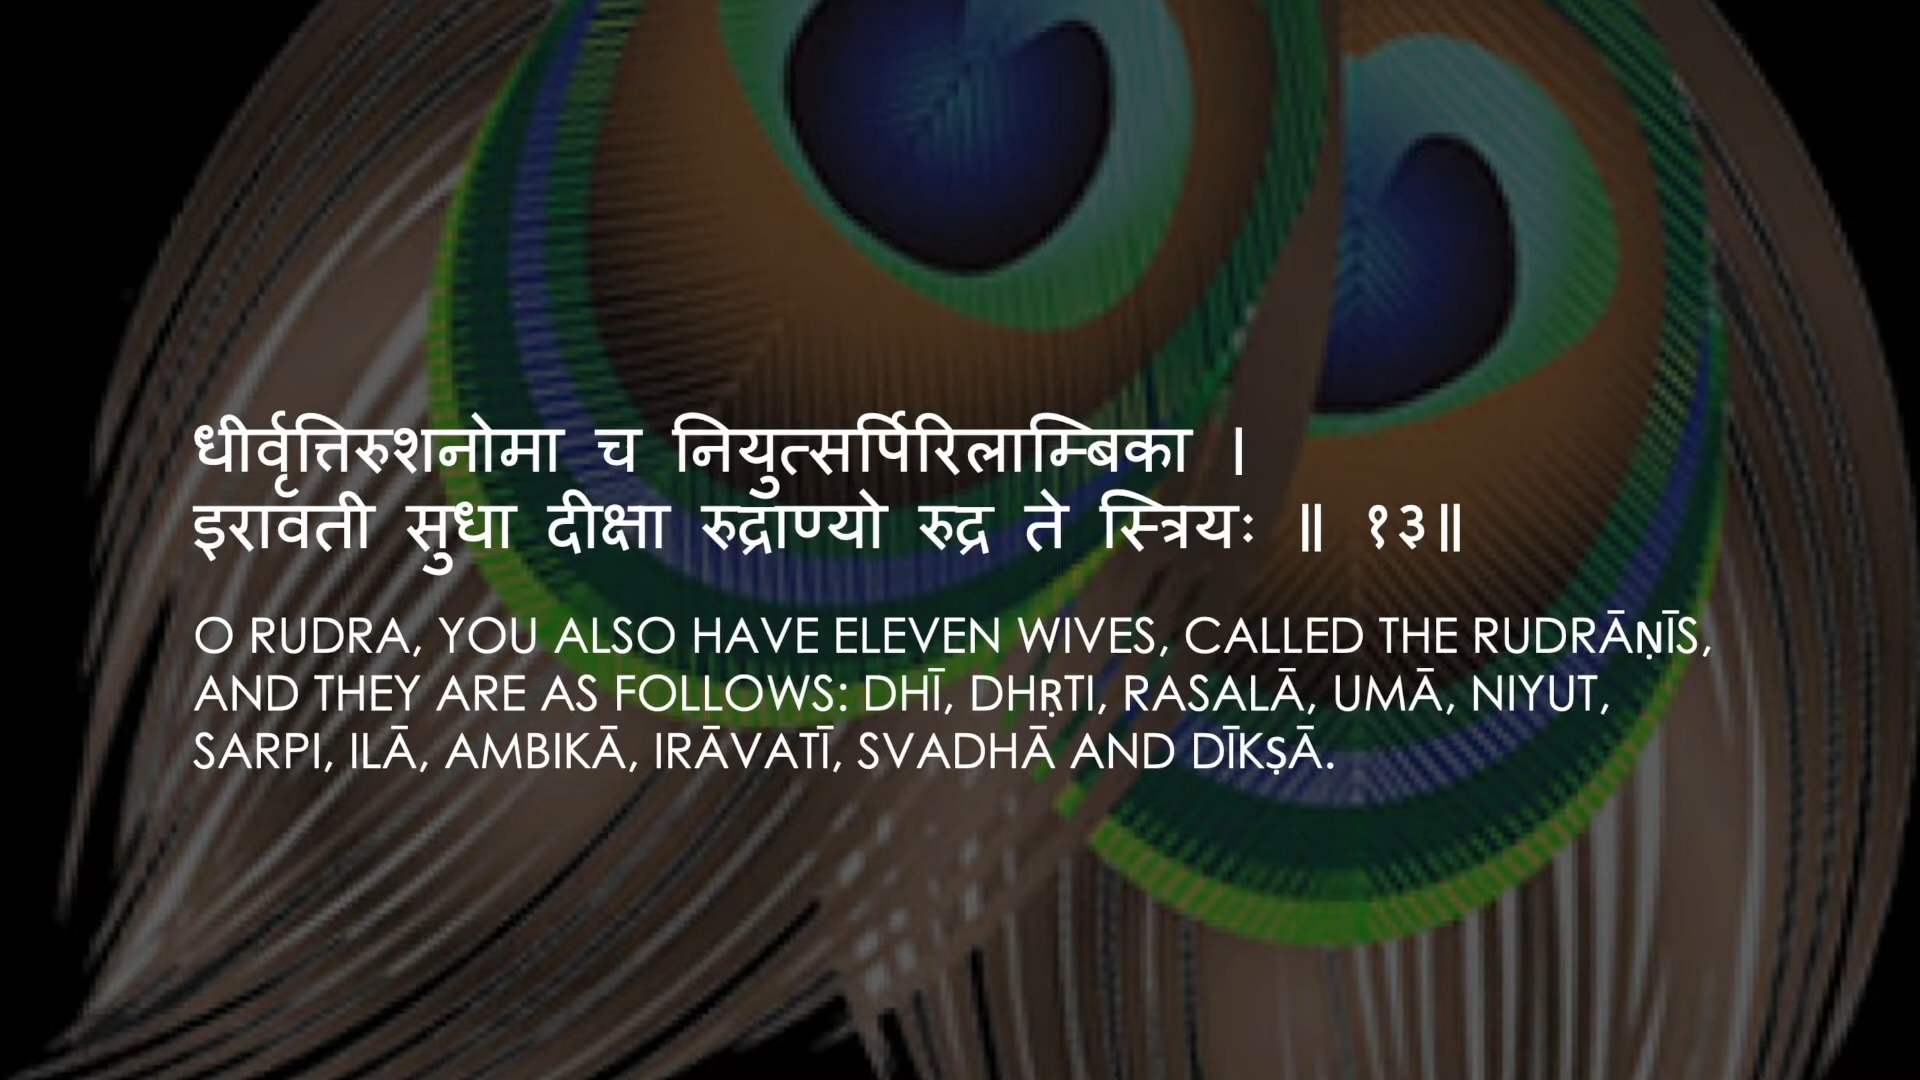 धीर्वृत्तिरुशनोमा च नियुत्सर्पिरिलाम्बिका ।
इरावती सुधा दीक्षा रुद्राण्यो रुद्र ते स्त्रियः ॥ १३॥
O RUDRA, YOU ALSO HAVE ELEVEN WIVES, CALLED THE RUDRĀṆĪS,
AND THEY ARE AS FOLLOWS: DHĪ, DHṚTI, RASALĀ, UMĀ, NIYUT,
SARPI, ILĀ, AMBIKĀ, IRĀVATĪ, SVADHĀ AND DĪKṢĀ.